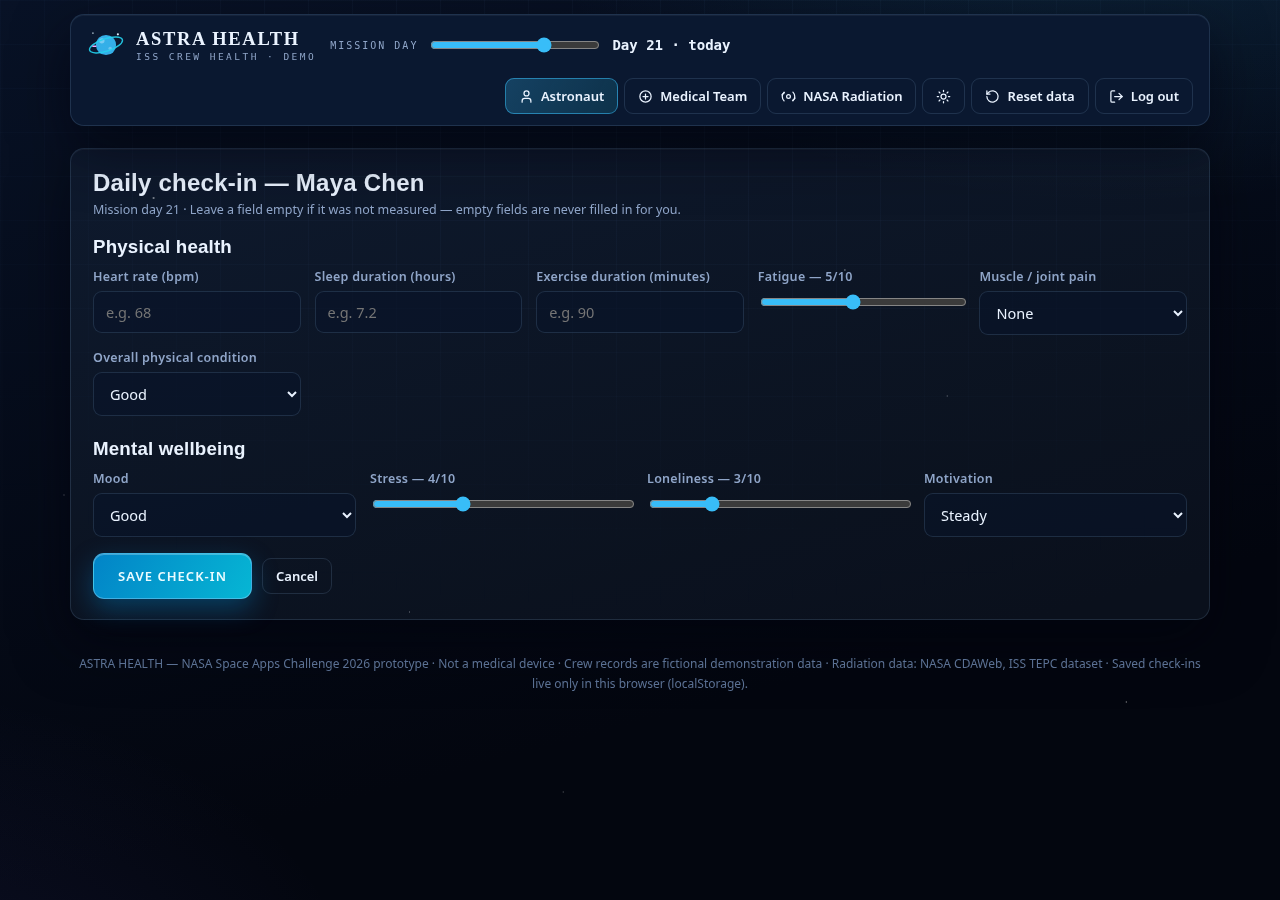 ASTRA HEALTH
ISS CREW HEALTH · DEMO
MISSION DAY
Day 21 · today
Astronaut
Medical Team
NASA Radiation
Reset data
Log out
Daily check-in — Maya Chen
Mission day 21 · Leave a field empty if it was not measured — empty fields are never filled in for you.
Physical health
Heart rate (bpm)
e.g. 68
Sleep duration (hours)
e.g. 7.2
Exercise duration (minutes)
e.g. 90
Fatigue — 5/10
Muscle / joint pain
None
Overall physical condition
Good
Mental wellbeing
Mood
Good
Stress — 4/10
Loneliness — 3/10
Motivation
Steady
SAVE CHECK-IN
Cancel
ASTRA HEALTH — NASA Space Apps Challenge 2026 prototype · Not a medical device · Crew records are fictional demonstration data · Radiation data: NASA CDAWeb, ISS TEPC dataset · Saved check-ins
live only in this browser (localStorage).